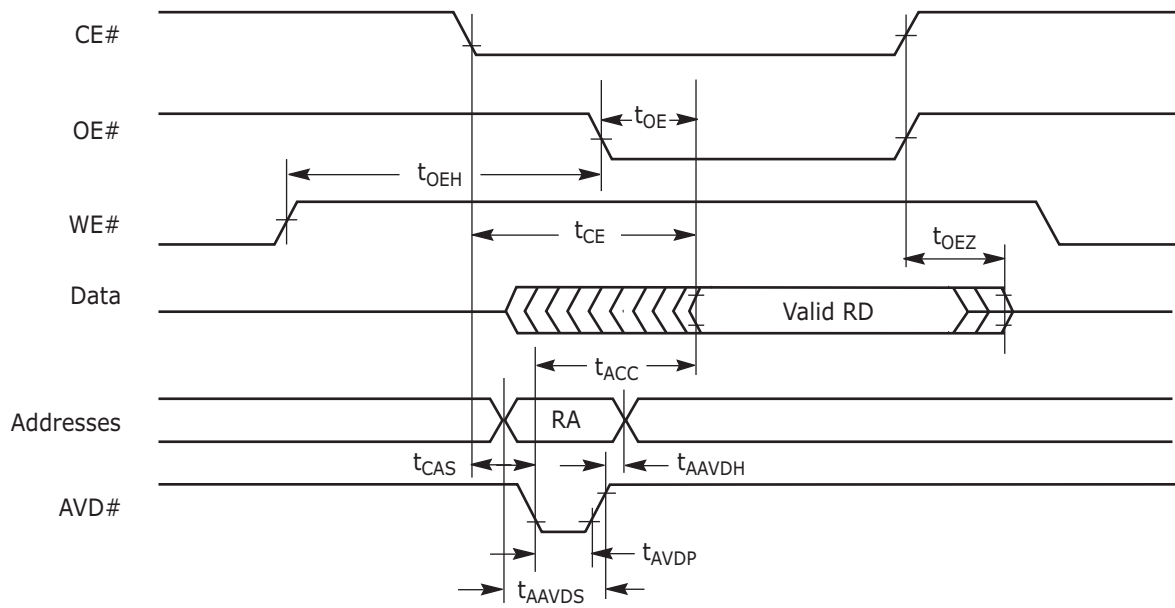 CE#
OE#
tOE
tOEH
WE#
tCE
tOEZ
Data
Valid RD
tACC
Addresses
RA
tCAS
tAAVDH
AVD#
tAVDP
tAAVDS